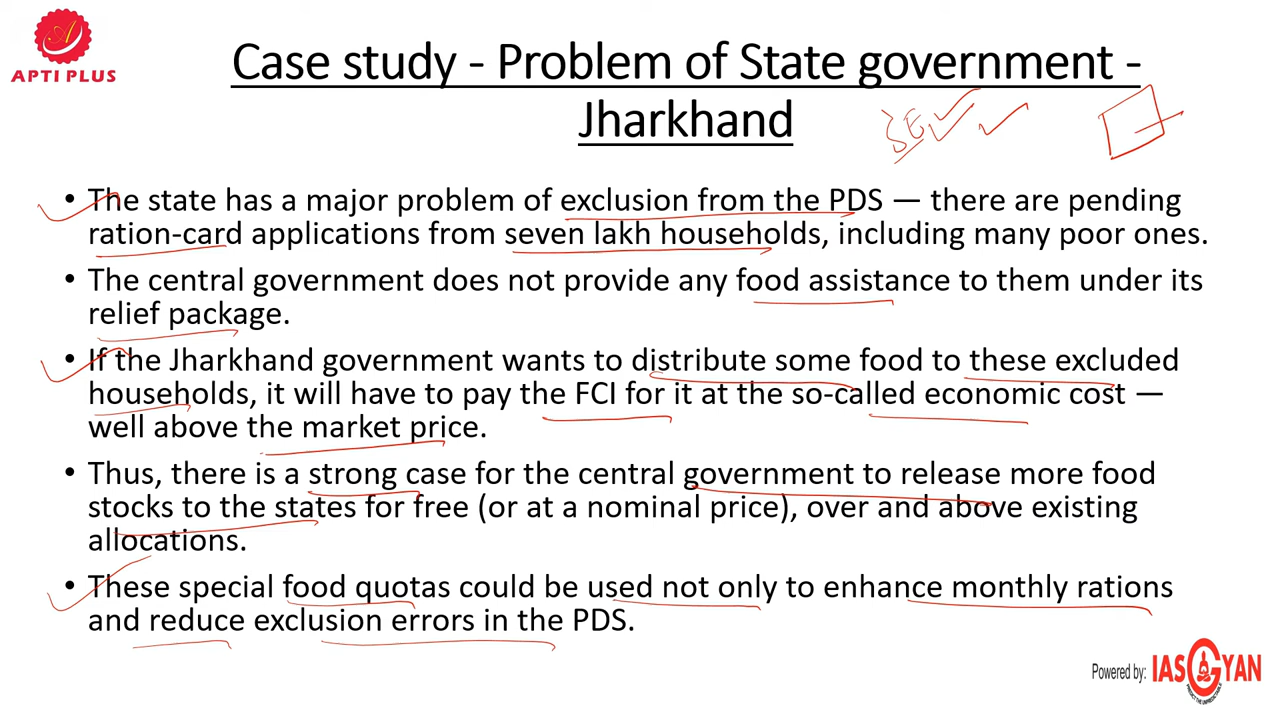 APTI PLUS
Case study - Problem of State government -
Jharkhand
• The state has a major problem of exclusion from the PDS — there are pending
ration-card applications from seven lakh households, including many poor ones.
• The central government does not provide any food assistance to them under its
relief package.
• If the Jharkhand government wants to distribute some food to these excluded
households, it will have to pay the FCI for it at the so-called economic cost —
well above the market price.
• Thus, there is a strong case for the central government to release more food
stocks to the states for free (or at a nominal price), over and above existing
allocations.
• These special food quotas could be used not only to enhance monthly rations
and reduce exclusion errors in the PDS.
Powered by: IAS GYAN